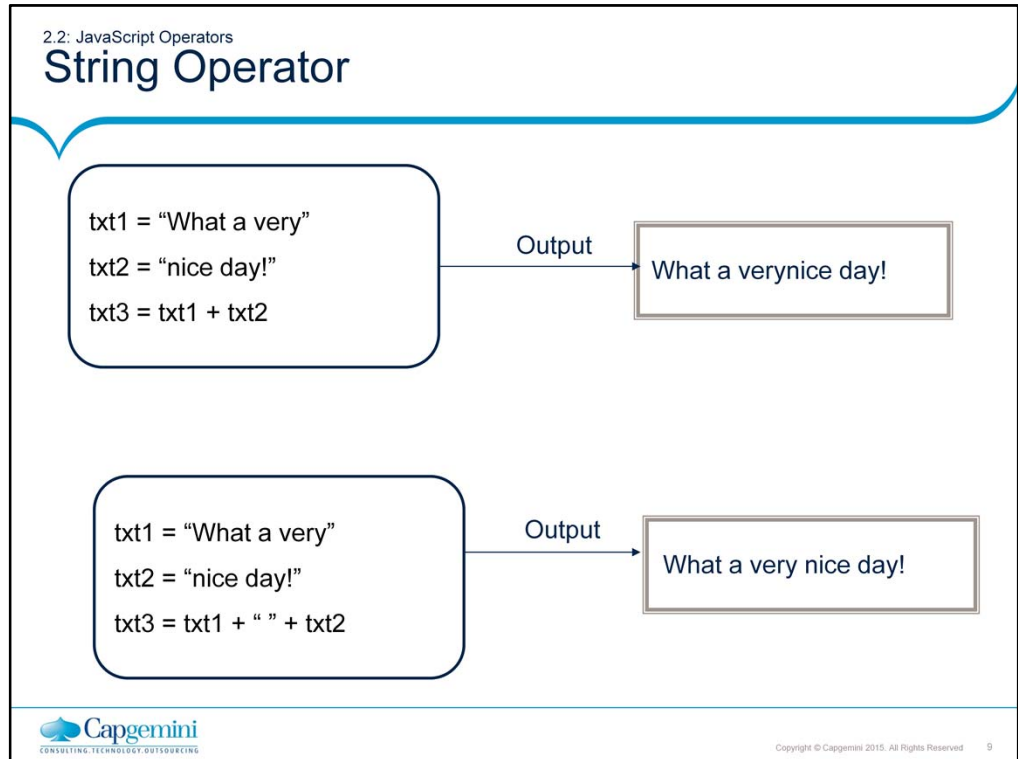 2.2: JavaScript Operators
String Operator
txt1 = “What a very”
txt2 = “nice day!”
txt3 = txt1 + txt2
Output
What a verynice day!
txt1 = “What a very”
txt2 = “nice day!”
txt3 = txt1 + “ ” + txt2
Output
What a very nice day!
Capgemini
CONSULTING.TECHNOLOGY.OUTSOURCING
Copyright © Capgemini 2015. All Rights Reserved 9